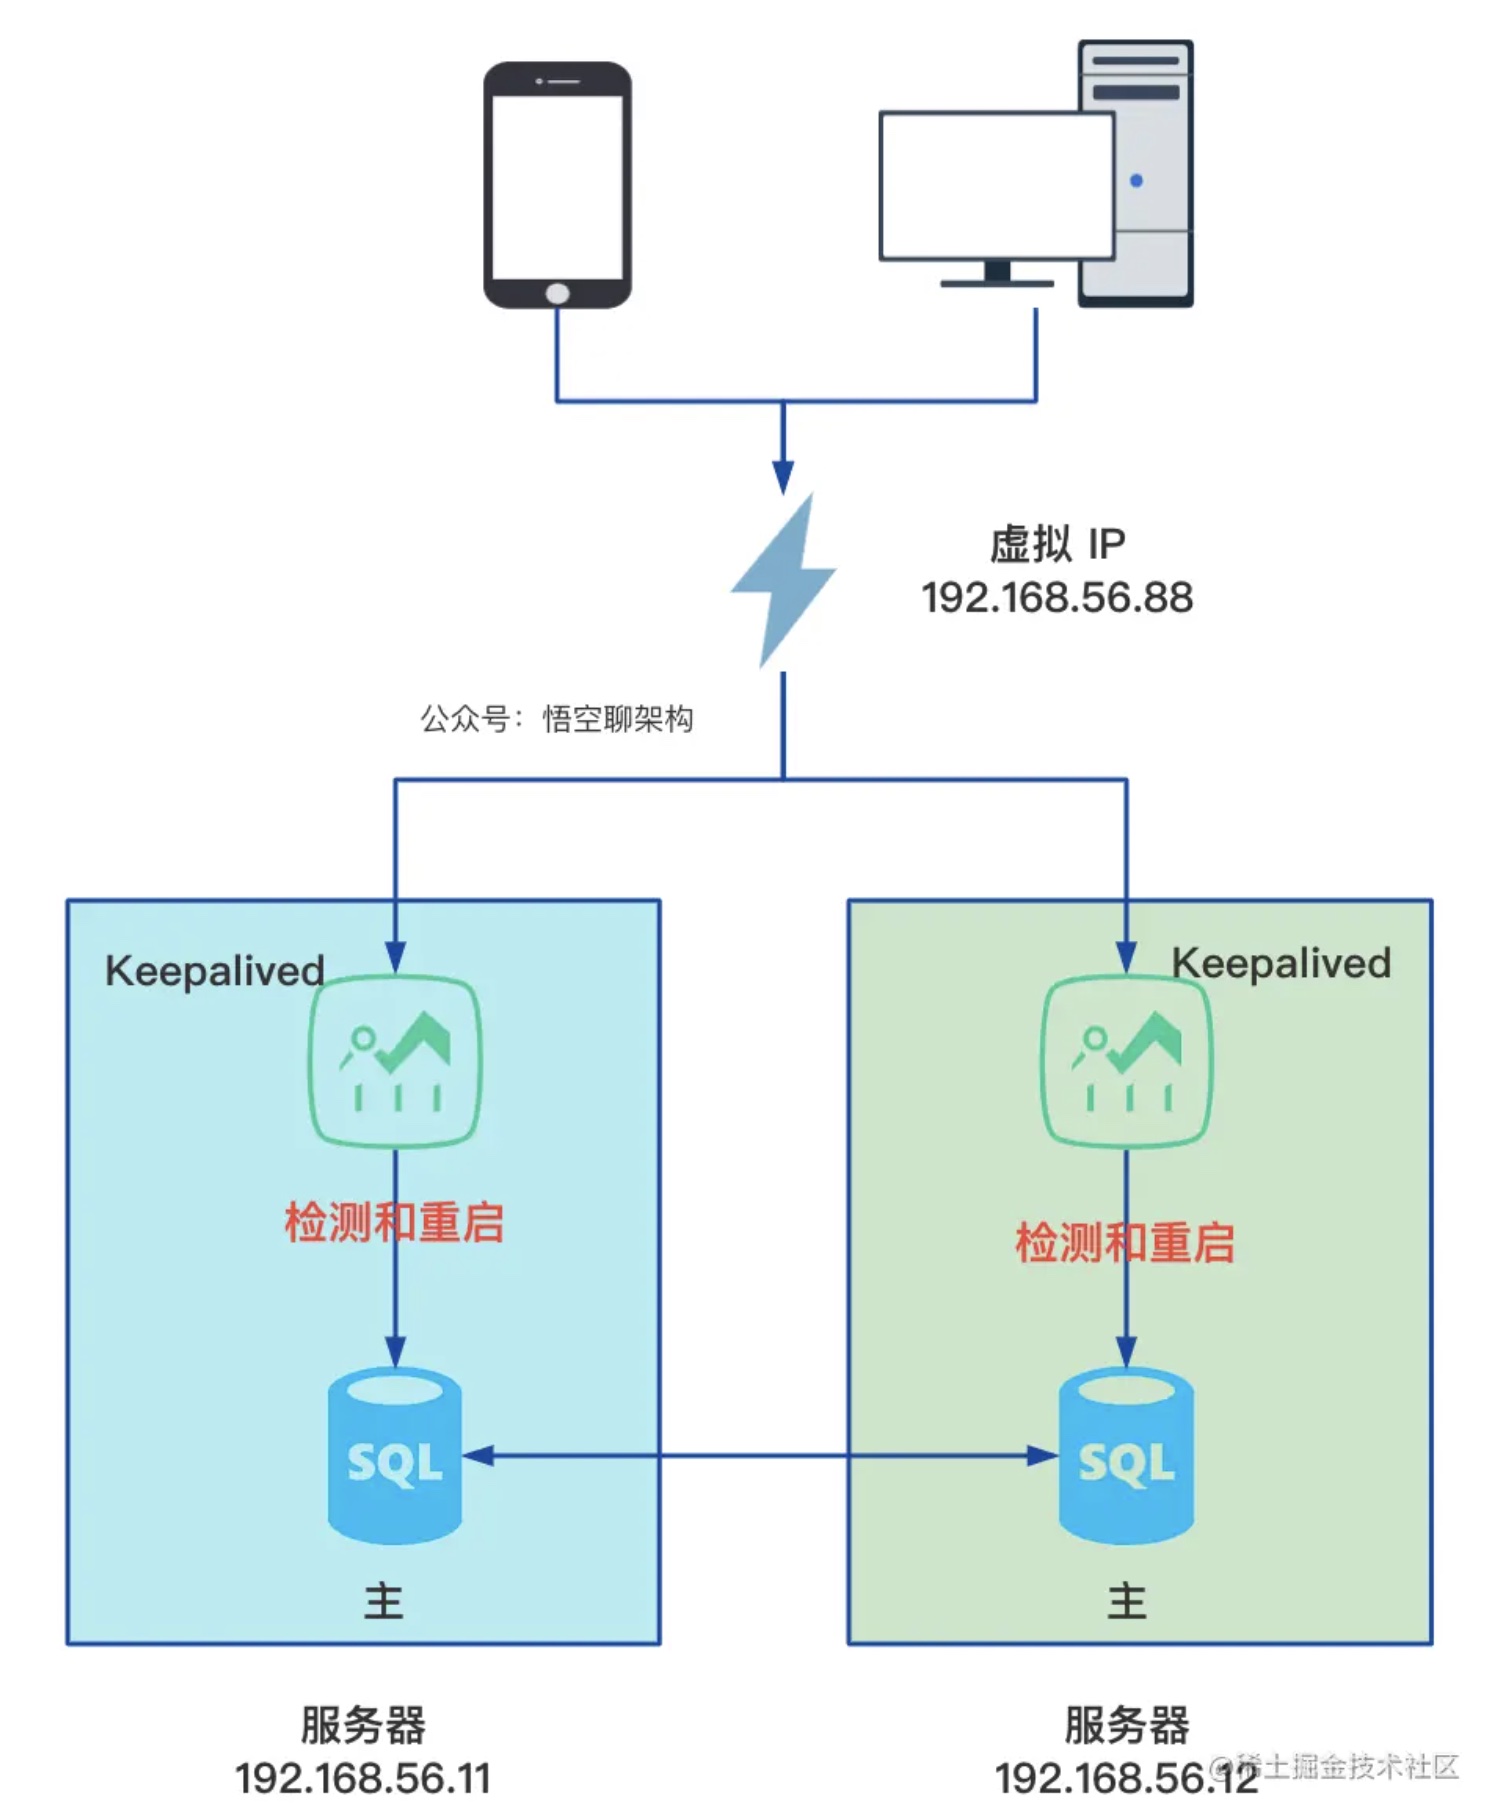 虚拟 IP
192.168.56.88
公众号：悟空聊架构
Keepalived
Keepalived
检测和重启
检测和重启
SQL
SQL
主
主
服务器
192.168.56.11
服务器
192.168.56.12
@稀土掘金技术社区